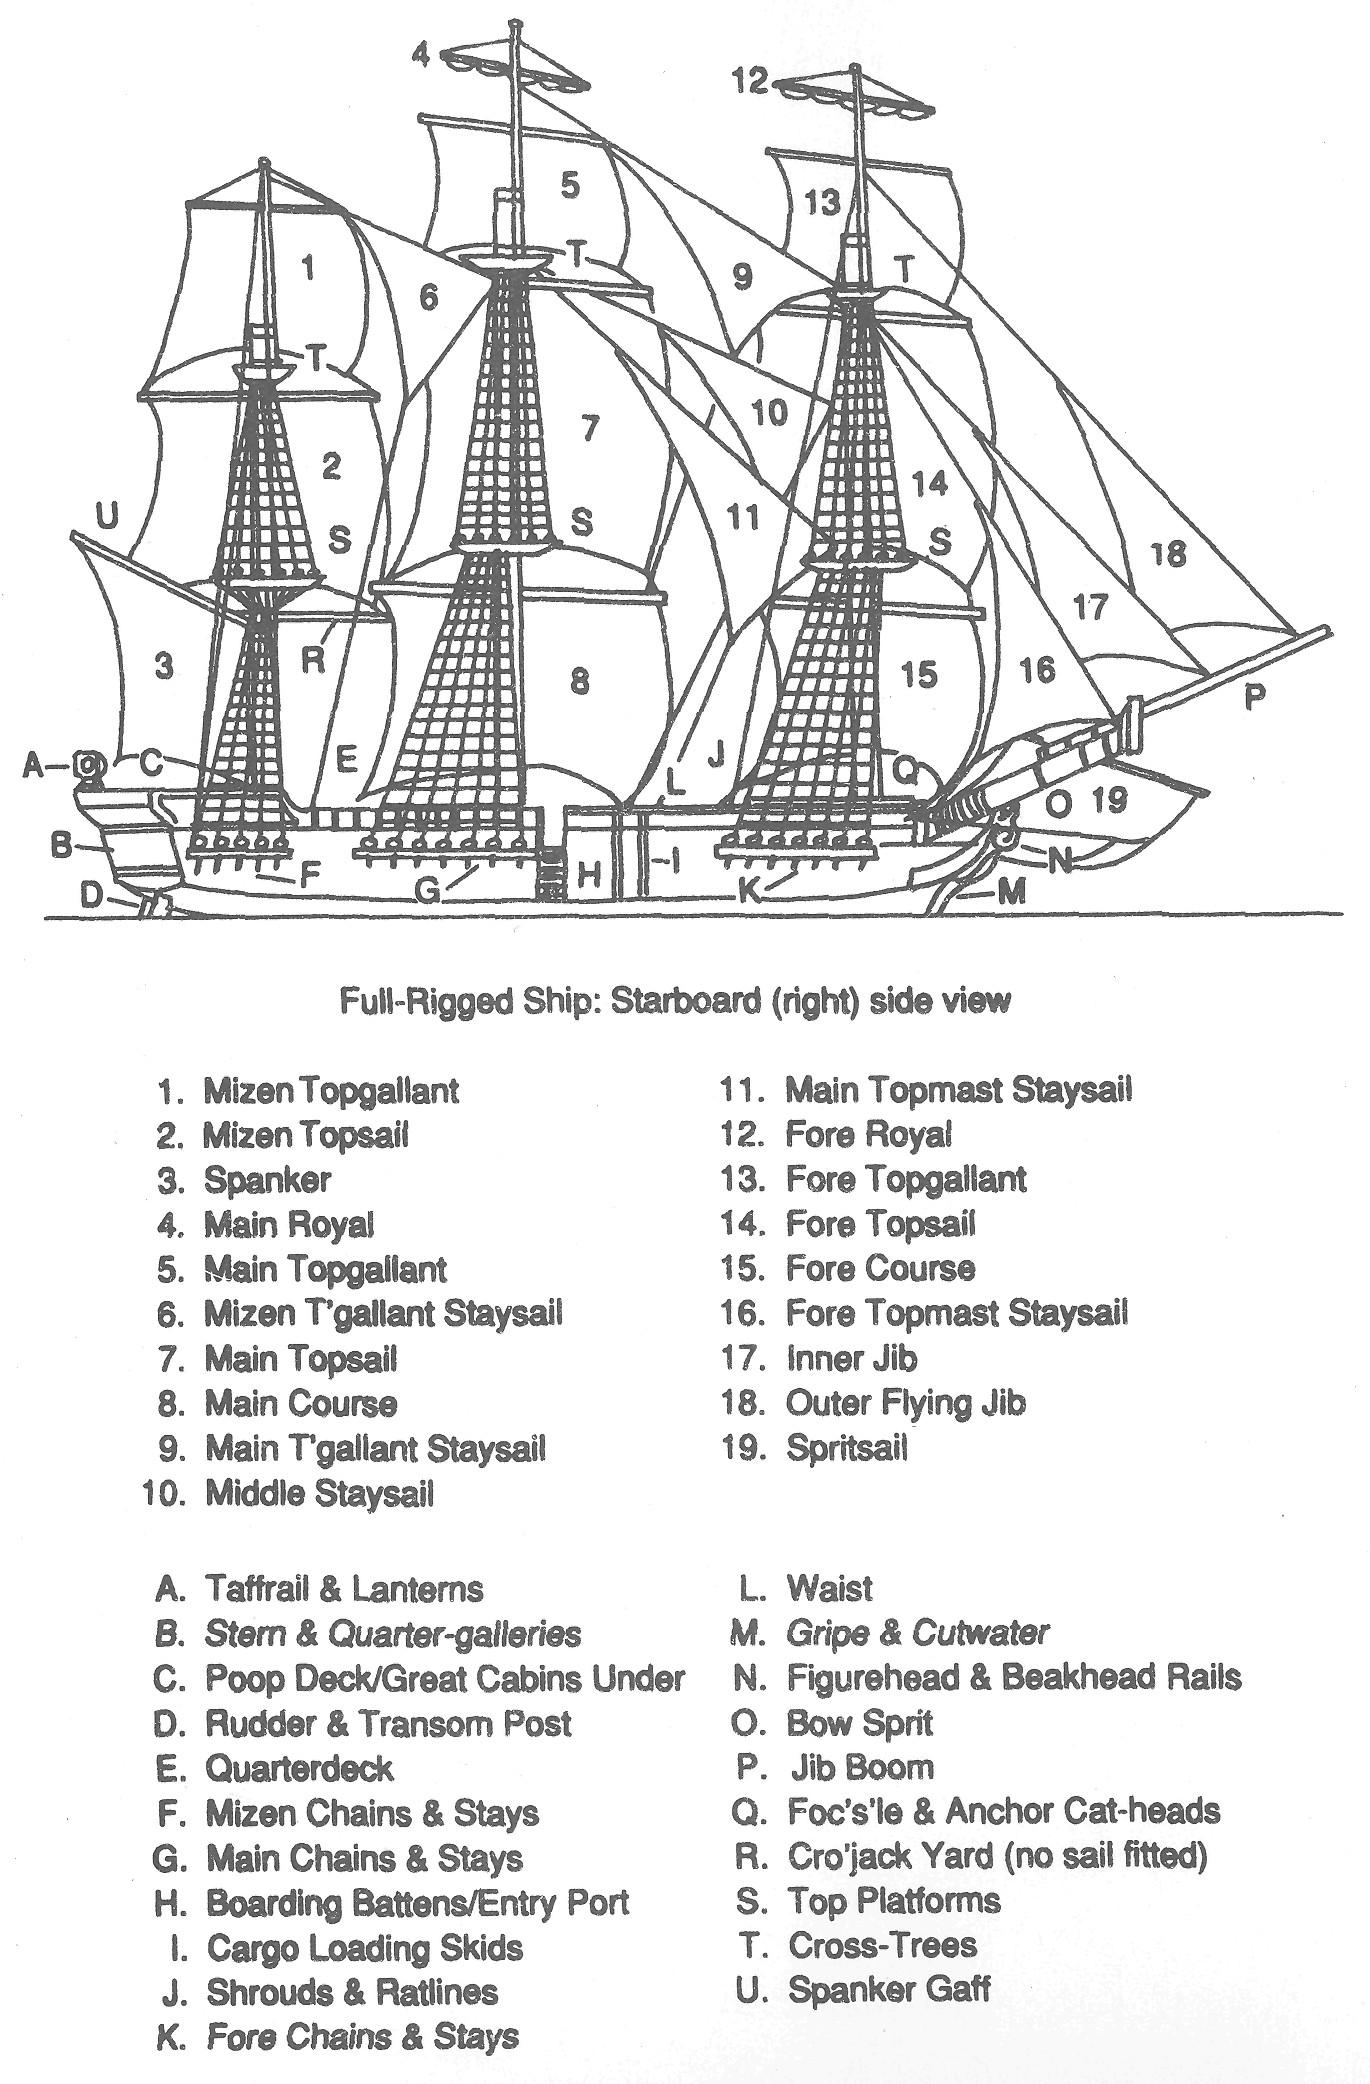 4
12
5
13
1
T
T
9
6
T
10
7
2
14
U
11
S
S
S
18
17
R
3
8
15
16
P
A
C
E
J
L
Q
O
19
B
H
I
N
F
G
K
M
D
Full-Rigged Ship: Starboard (right) side view
1. Mizen Topgallant
2. Mizen Topsail
3. Spanker
4. Main Royal
5. Main Topgallant
6. Mizen T'gallant Staysail
7. Main Topsail
8. Main Course
9. Main T'gallant Staysail
10. Middle Staysail
11. Main Topmast Staysail
12. Fore Royal
13. Fore Topgallant
14. Fore Topsail
15. Fore Course
16. Fore Topmast Staysail
17. Inner Jib
18. Outer Flying Jib
19. Spritsail
A. Taffrail & Lanterns
B. Stern & Quarter-galleries
C. Poop Deck/Great Cabins Under
D. Rudder & Transom Post
E. Quarterdeck
F. Mizen Chains & Stays
G. Main Chains & Stays
H. Boarding Battens/Entry Port
I. Cargo Loading Skids
J. Shrouds & Ratlines
K. Fore Chains & Stays
L. Waist
M. Gripe & Cutwater
N. Figurehead & Beakhead Rails
O. Bow Sprit
P. Jib Boom
Q. Foc's'le & Anchor Cat-heads
R. Cro'jack Yard (no sail fitted)
S. Top Platforms
T. Cross-Trees
U. Spanker Gaff